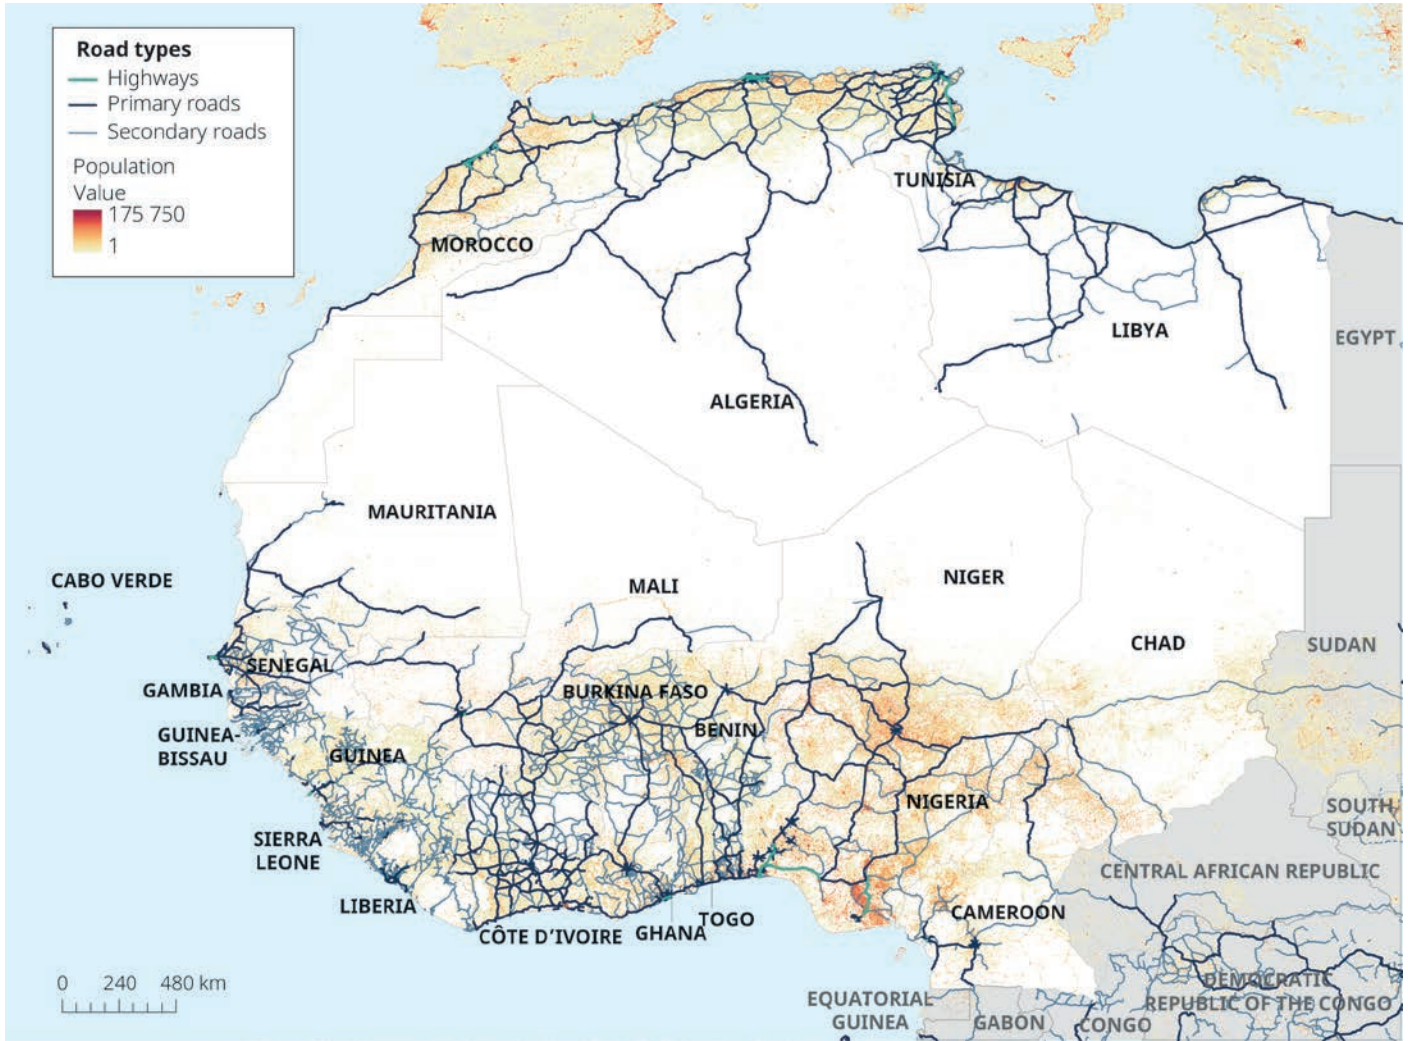 Road types
Highways
Primary roads
Secondary roads
Population
Value
175 750
1
TUNISIA
MOROCCO
LIBYA
EGYPT
ALGERIA
MAURITANIA
CABO VERDE
MALI
NIGER
CHAD
SUDAN
SENEGAL
GAMBIA
BURKINA FASO
BENIN
GUINEA-
BISSAU
GUINEA
NIGERIA
SOUTH
SUDAN
SIERRA
LEONE
CENTRAL AFRICAN REPUBLIC
LIBERIA
CAMEROON
TOGO
CÔTE D'IVOIRE
GHANA
0 240 480 km
DEMOCRATIC
REPUBLIC OF THE CONGO
EQUATORIAL
GUINEA
GABON
CONGO